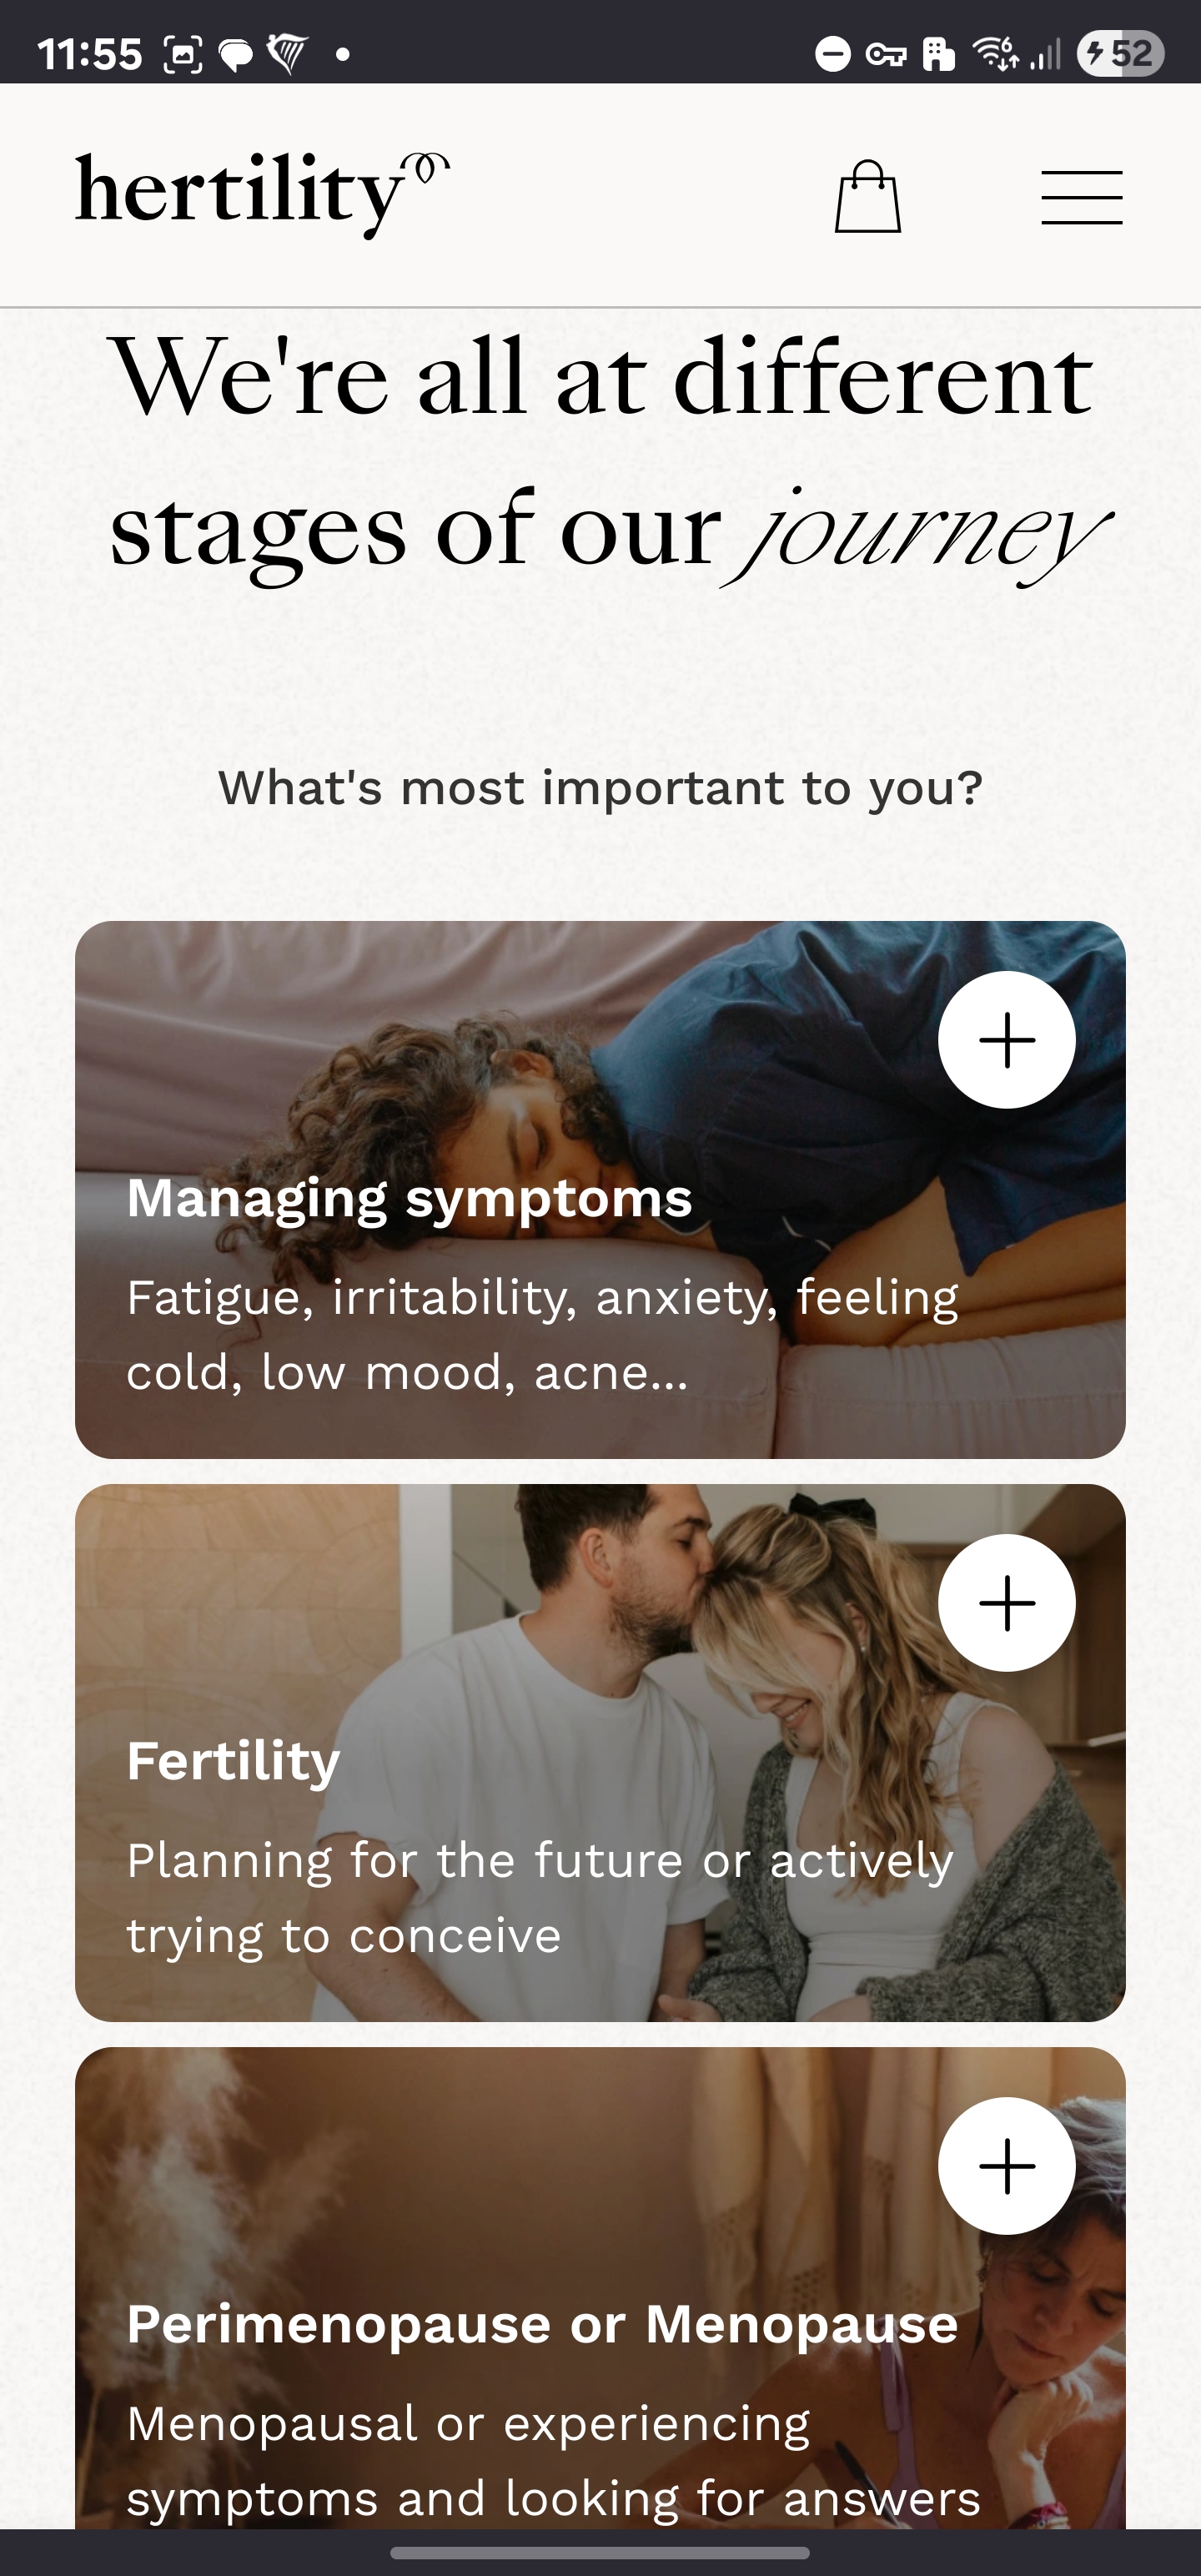 11:55
6
52
hertility
We're all at different
stages of our journey
What's most important to you?
Managing symptoms
Fatigue, irritability, anxiety, feeling
cold, low mood, acne...
Fertility
Planning for the future or actively
trying to conceive
Perimenopause or Menopause
Menopausal or experiencing
symptoms and looking for answers